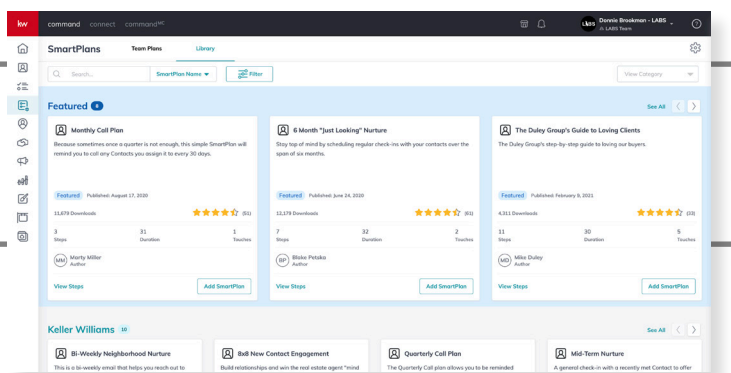 kw command connect commandMC
LABS Donnie Brookman - LABS
LABS Team
SmartPlans Team Plans Library
Search... SmartPlan Name Filter View Category
Featured 8 See All
Monthly Call Plan
Because sometimes once a quarter is not enough, this simple SmartPlan will
remind you to call any Contacts you assign it to every 30 days.
Featured Published: August 17, 2020
11,679 Downloads (51)
3 31 1
Steps Duration Touches
MM Marty Miller
Author
View Steps Add SmartPlan
6 Month "Just Looking" Nurture
Stay top of mind by scheduling regular check-ins with your contacts over the
span of six months.
Featured Published: June 24, 2020
12,179 Downloads (61)
7 32 2
Steps Duration Touches
BP Blake Petako
Author
View Steps Add SmartPlan
The Duley Group's Guide to Loving Clients
The Duley Group's step-by-step guide to loving our buyers.
Featured Published: February 9, 2021
4,311 Downloads (33)
11 30 5
Steps Duration Touches
MD Mike Duley
Author
View Steps Add SmartPlan
Keller Williams 10 See All
Bi-Weekly Neighborhood Nurture
This is a bi-weekly email that helps you reach out to
8x8 New Contact Engagement
Build relationships and win the real estate agent "mind
Quarterly Call Plan
The Quarterly Call plan allows you to be reminded
Mid-Term Nurture
A general check-in with a recently met Contact to offer